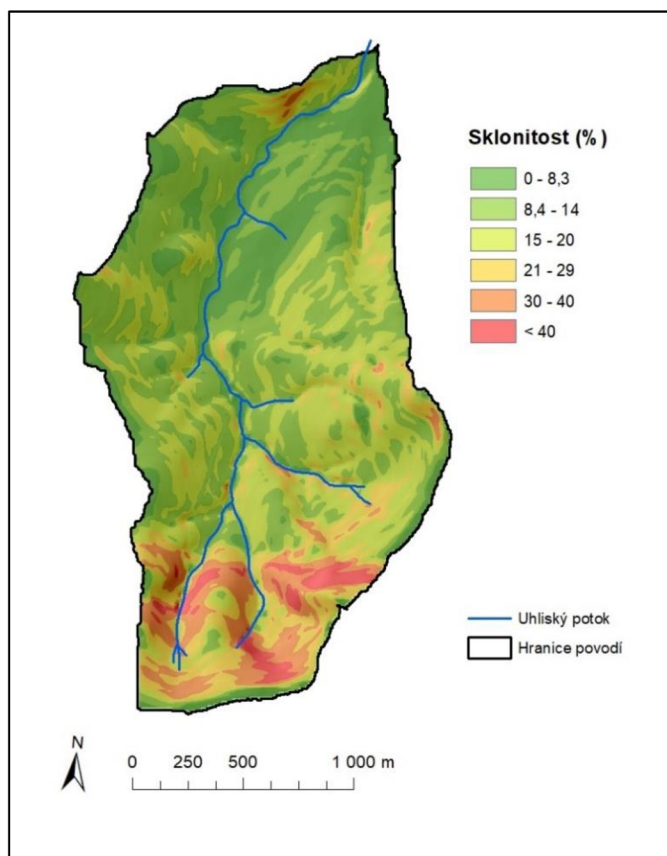 Sklonitost (%)
0 - 8,3
8,4 - 14
15 - 20
21 - 29
30 - 40
< 40
Uhliský potok
Hranice povodí
N
0 250 500 1 000 m